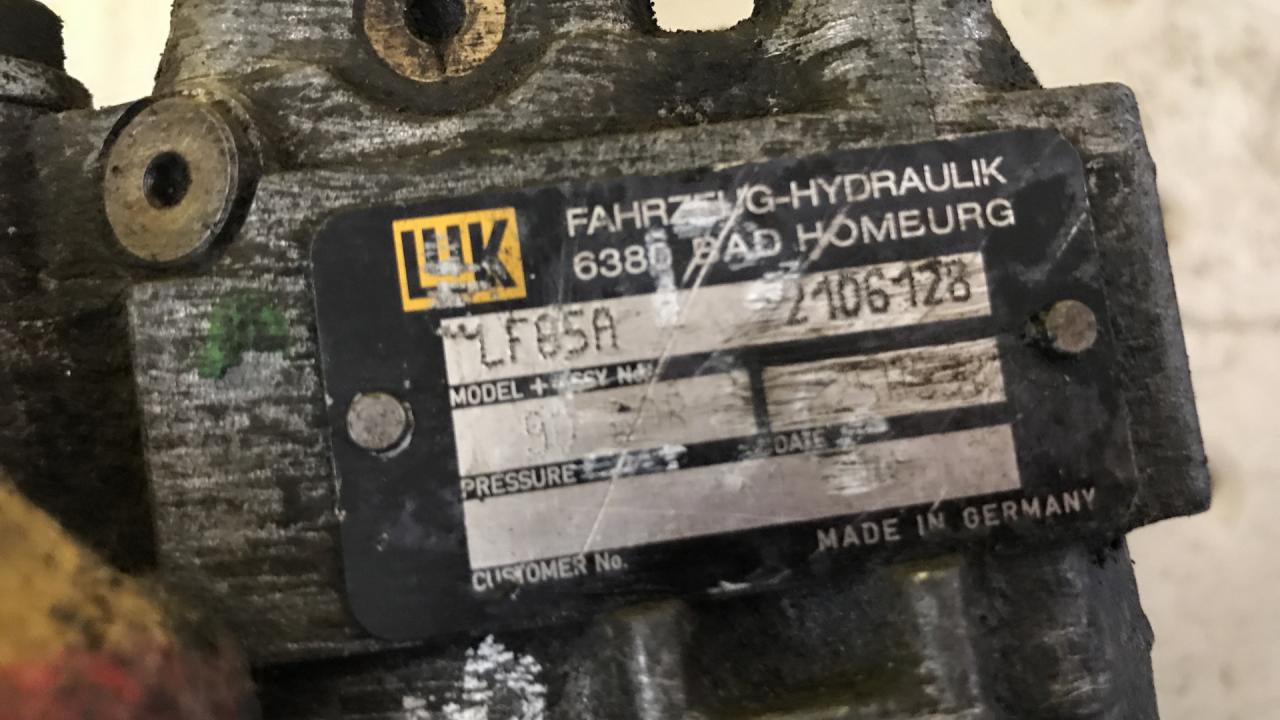 LUK
FAHRZEUG-HYDRAULIK
6380 BAD HOMBURG
LF85A 2106128
MODEL + ASSY No.
PRESSURE DATE
CUSTOMER No.
MADE IN GERMANY